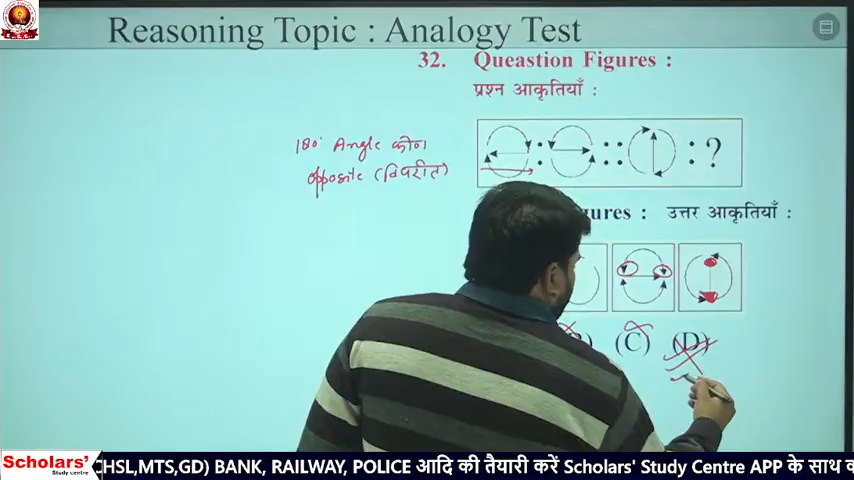 Reasoning Topic : Analogy Test
32. Queastion Figures :
प्रश्न आकृतियाँ :
180° Angle कोण
opposite (विपरीत)
: :: : ?
gures : उत्तर आकृतियाँ :
(C) (D)
Scholars'
Study centre
CHSL,MTS,GD) BANK, RAILWAY, POLICE आदि की तैयारी करें Scholars' Study Centre APP के साथ